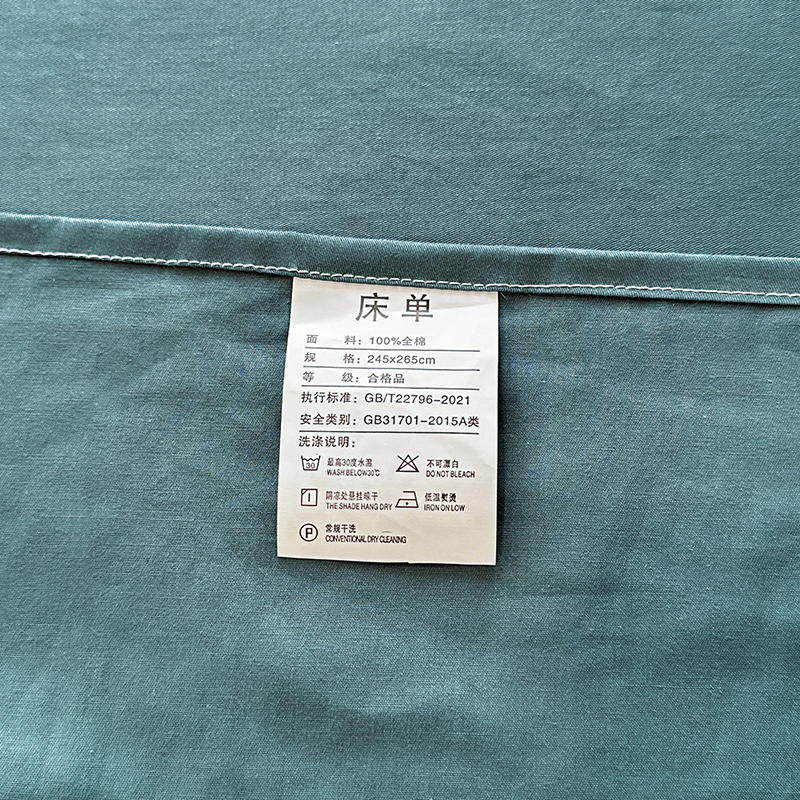 床单
面 料：100%全棉
规 格：245x265cm
等 级：合格品
执行标准：GB/T22796-2021
安全类别：GB31701-2015A类
洗涤说明：
30 最高30度水温 不可漂白
WASH BELOW30℃ DO NOT BLEACH
阴凉处悬挂晾干 低温熨烫
THE SHADE HANG DRY IRON ON LOW
P 常规干洗
CONVENTIONAL DRY CLEANING